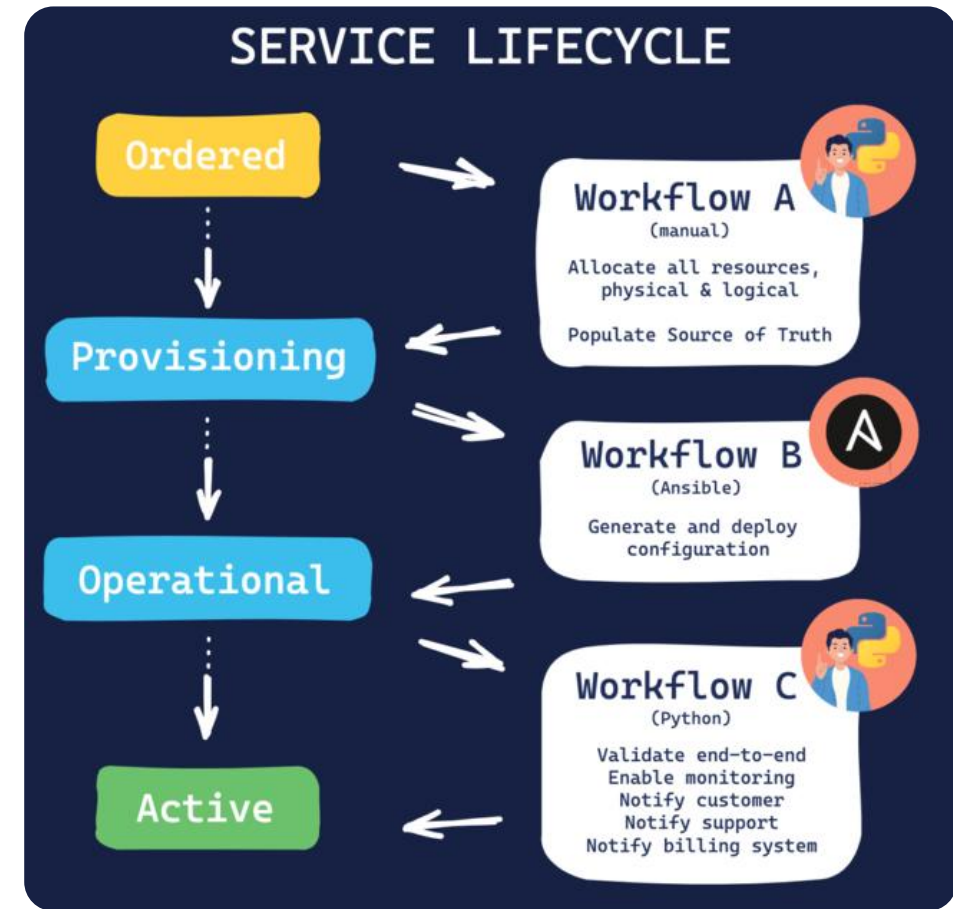 SERVICE LIFECYCLE
Ordered
Workflow A
(manual)
Allocate all resources,
physical & logical
Populate Source of Truth
Provisioning
Workflow B
(Ansible)
Generate and deploy
configuration
Operational
Workflow C
(Python)
Validate end-to-end
Enable monitoring
Notify customer
Notify support
Notify billing system
Active